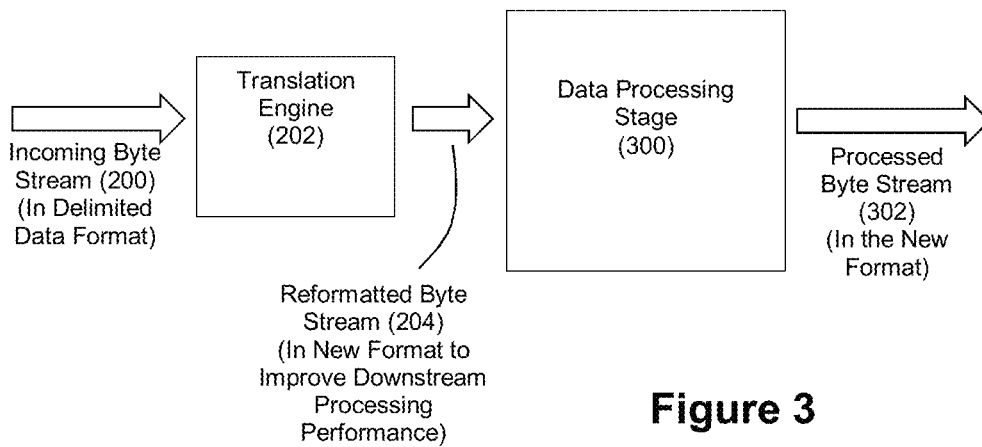 Translation
Engine
(202)
Data Processing
Stage
(300)
Incoming Byte
Stream (200)
(In Delimited
Data Format)
Processed
Byte Stream
(302)
(In the New
Format)
Reformatted Byte
Stream (204)
(In New Format to
Improve Downstream
Processing
Performance)
Figure 3